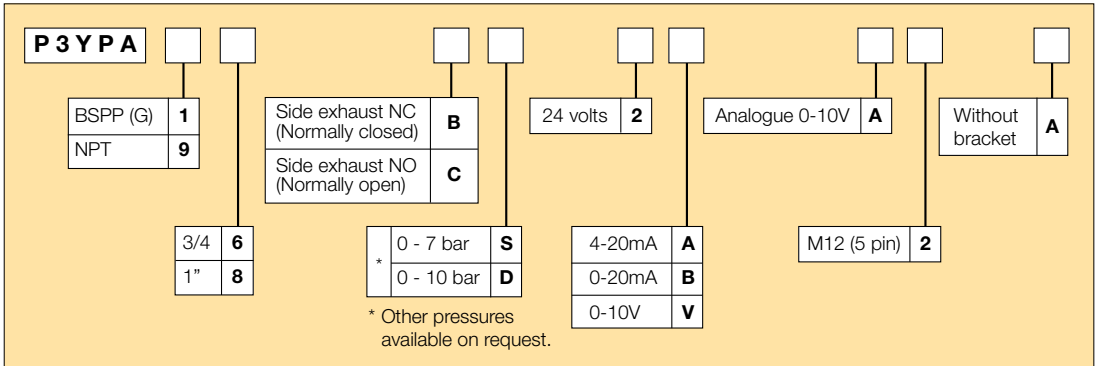 P3YPA
BSPP (G) 1
NPT 9
3/4 6
1” 8
Side exhaust NC
(Normally closed) B
Side exhaust NO
(Normally open) C
* 0 - 7 bar S
0 - 10 bar D
* Other pressures
available on request.
24 volts 2
4-20mA A
0-20mA B
0-10V V
Analogue 0-10V A
M12 (5 pin) 2
Without
bracket A